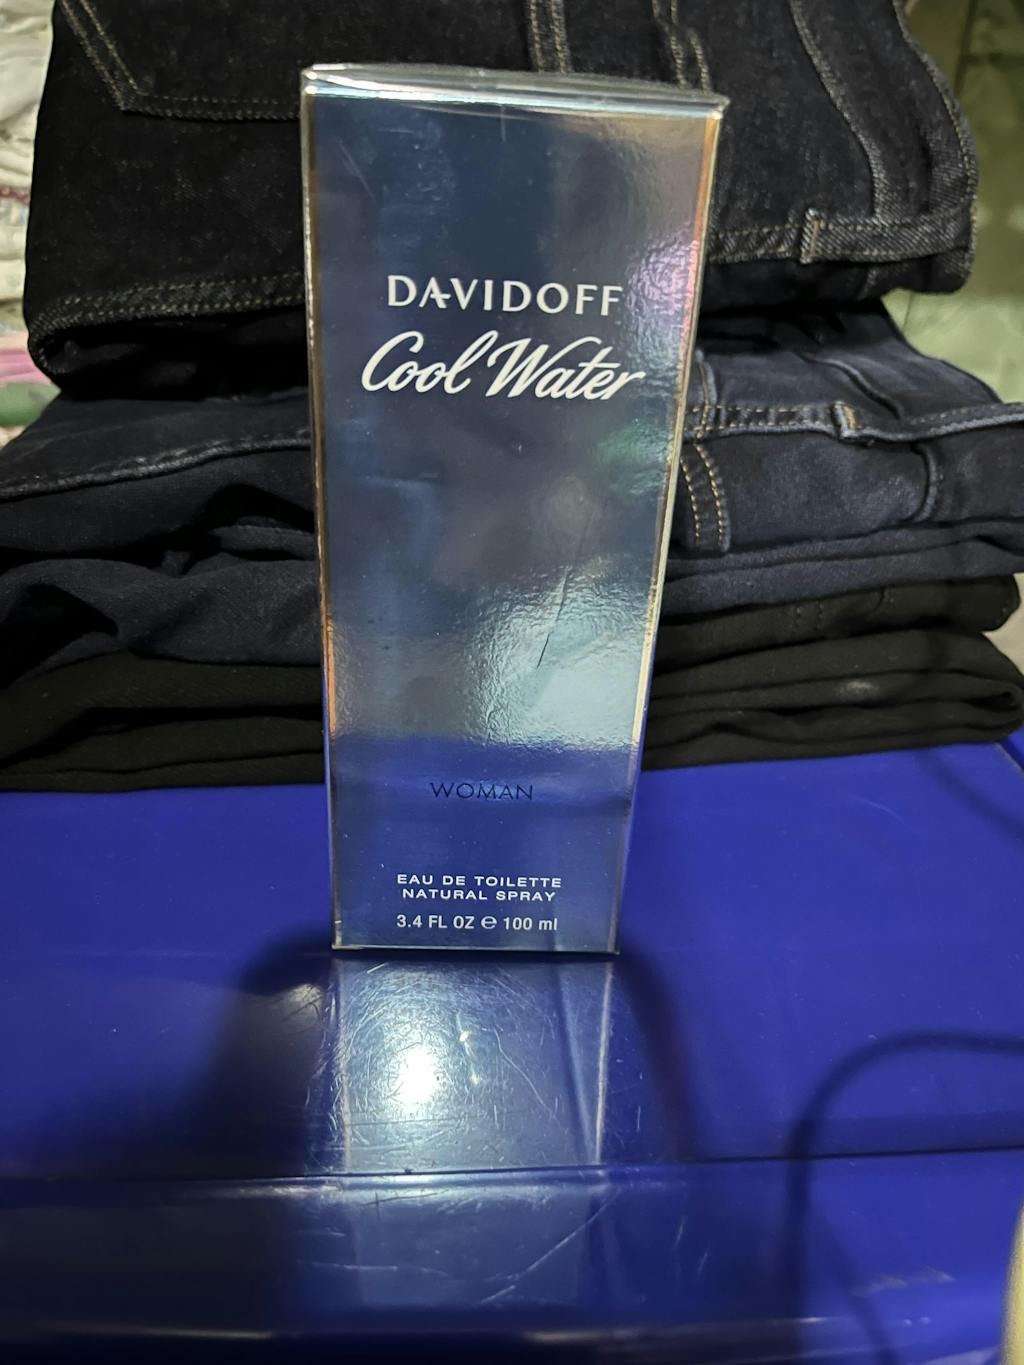 DAVIDOFF
Cool Water
WOMAN
EAU DE TOILETTE
NATURAL SPRAY
3.4 FL OZ ℮ 100 ml